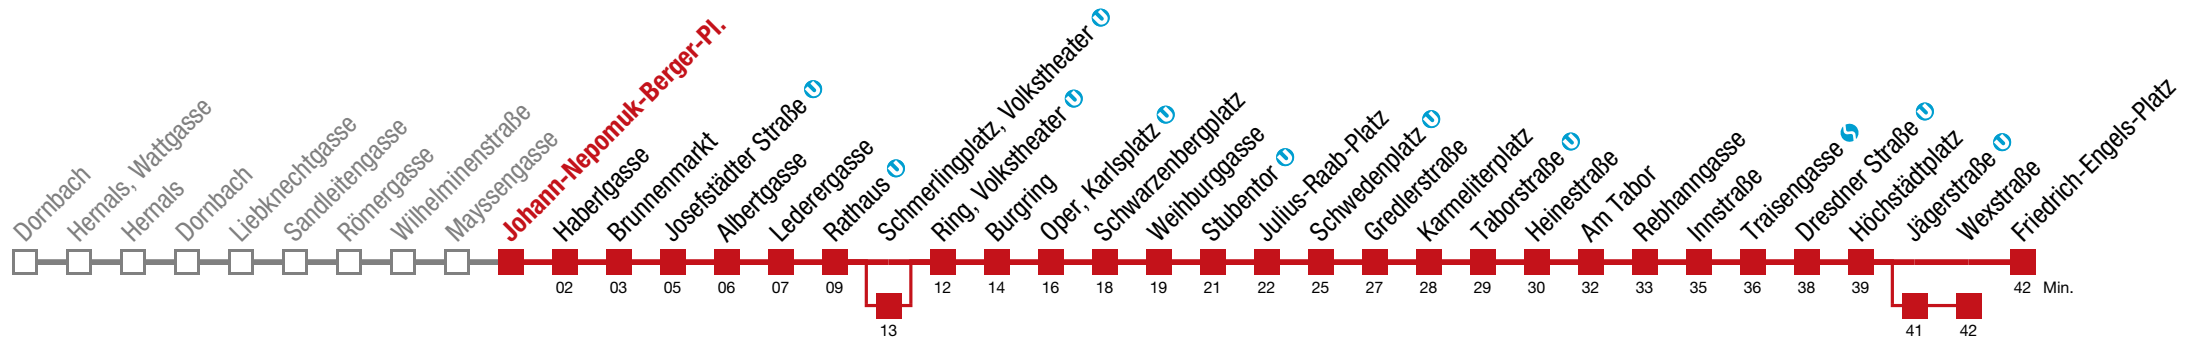 Dornbach
Hernals, Wattgasse
Hernals
Dornbach
Liebknechtgasse
Sandleitengasse
Römergasse
Wilhelminenstraße
Mayssengasse
Johann-Nepomuk-Berger-Pl.
Haberlgasse
Brunnenmarkt
Josefstädter Straße U
Albertgasse
Lederergasse
Rathaus U
Schmerlingplatz, Volkstheater U
Ring, Volkstheater U
Burgring
Oper, Karlsplatz U
Schwarzenbergplatz
Weihburggasse
Stubentor U
Julius-Raab-Platz
Schwedenplatz U
Gredlerstraße
Karmeliterplatz
Taborstraße U
Heinestraße
Am Tabor
Rebhanngasse
Innstraße
Traisengasse S
Dresdner Straße U
Höchstädtplatz
Jägerstraße U
Wexstraße
Friedrich-Engels-Platz
02 03 05 06 07 09 12 14 16 18 19 21 22 25 27 28 29 30 32 33 35 36 38 39 42 Min.
13 41 42